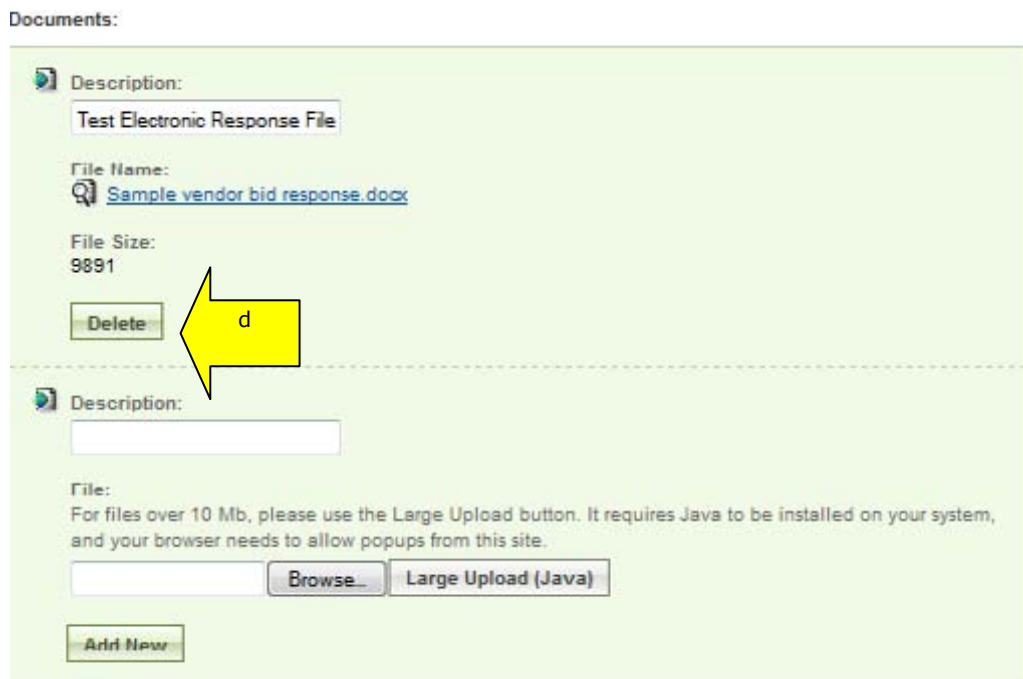 Documents:
Description:
Test Electronic Response File
File Name:
Sample vendor bid response.docx
File Size:
9891
Delete
d
Description:
File:
For files over 10 Mb, please use the Large Upload button. It requires Java to be installed on your system,
and your browser needs to allow popups from this site.
Browse... Large Upload (Java)
Add New